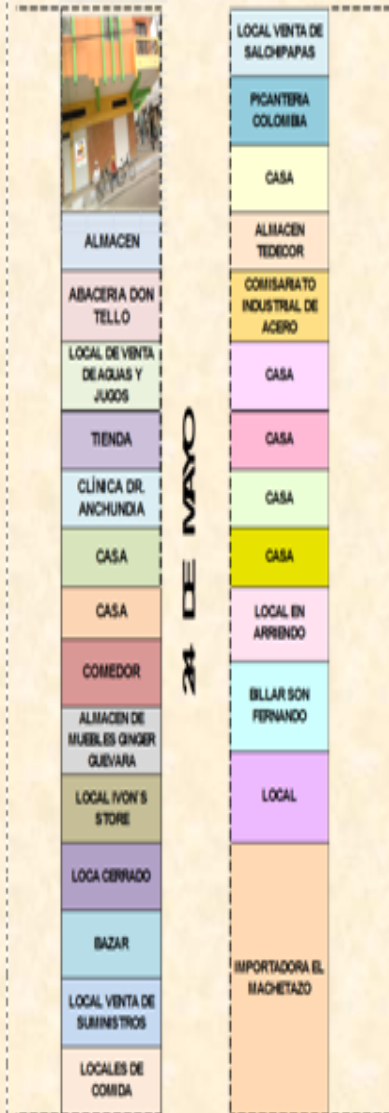 ALMACEN
ABACERIA DON
TELLO
LOCAL DE VENTA
DE AGUAS Y
JUGOS
TIENDA
CLÍNICA DR.
ANCHUNDIA
CASA
CASA
COMEDOR
ALMACEN DE
MUEBLES GINGER
GUEVARA
LOCAL IVON'S
STORE
LOCA CERRADO
BAZAR
LOCAL VENTA DE
SUMINISTROS
LOCALES DE
COMIDA
24 DE MAYO
LOCAL VENTA DE
SALCHIPAPAS
PICANTERIA
COLOMBIA
CASA
ALMACEN
TEDECOR
COMISARIATO
INDUSTRIAL DE
ACERO
CASA
CASA
CASA
CASA
LOCAL EN
ARRIENDO
BILLAR SON
FERNANDO
LOCAL
IMPORTADORA EL
MACHETAZO